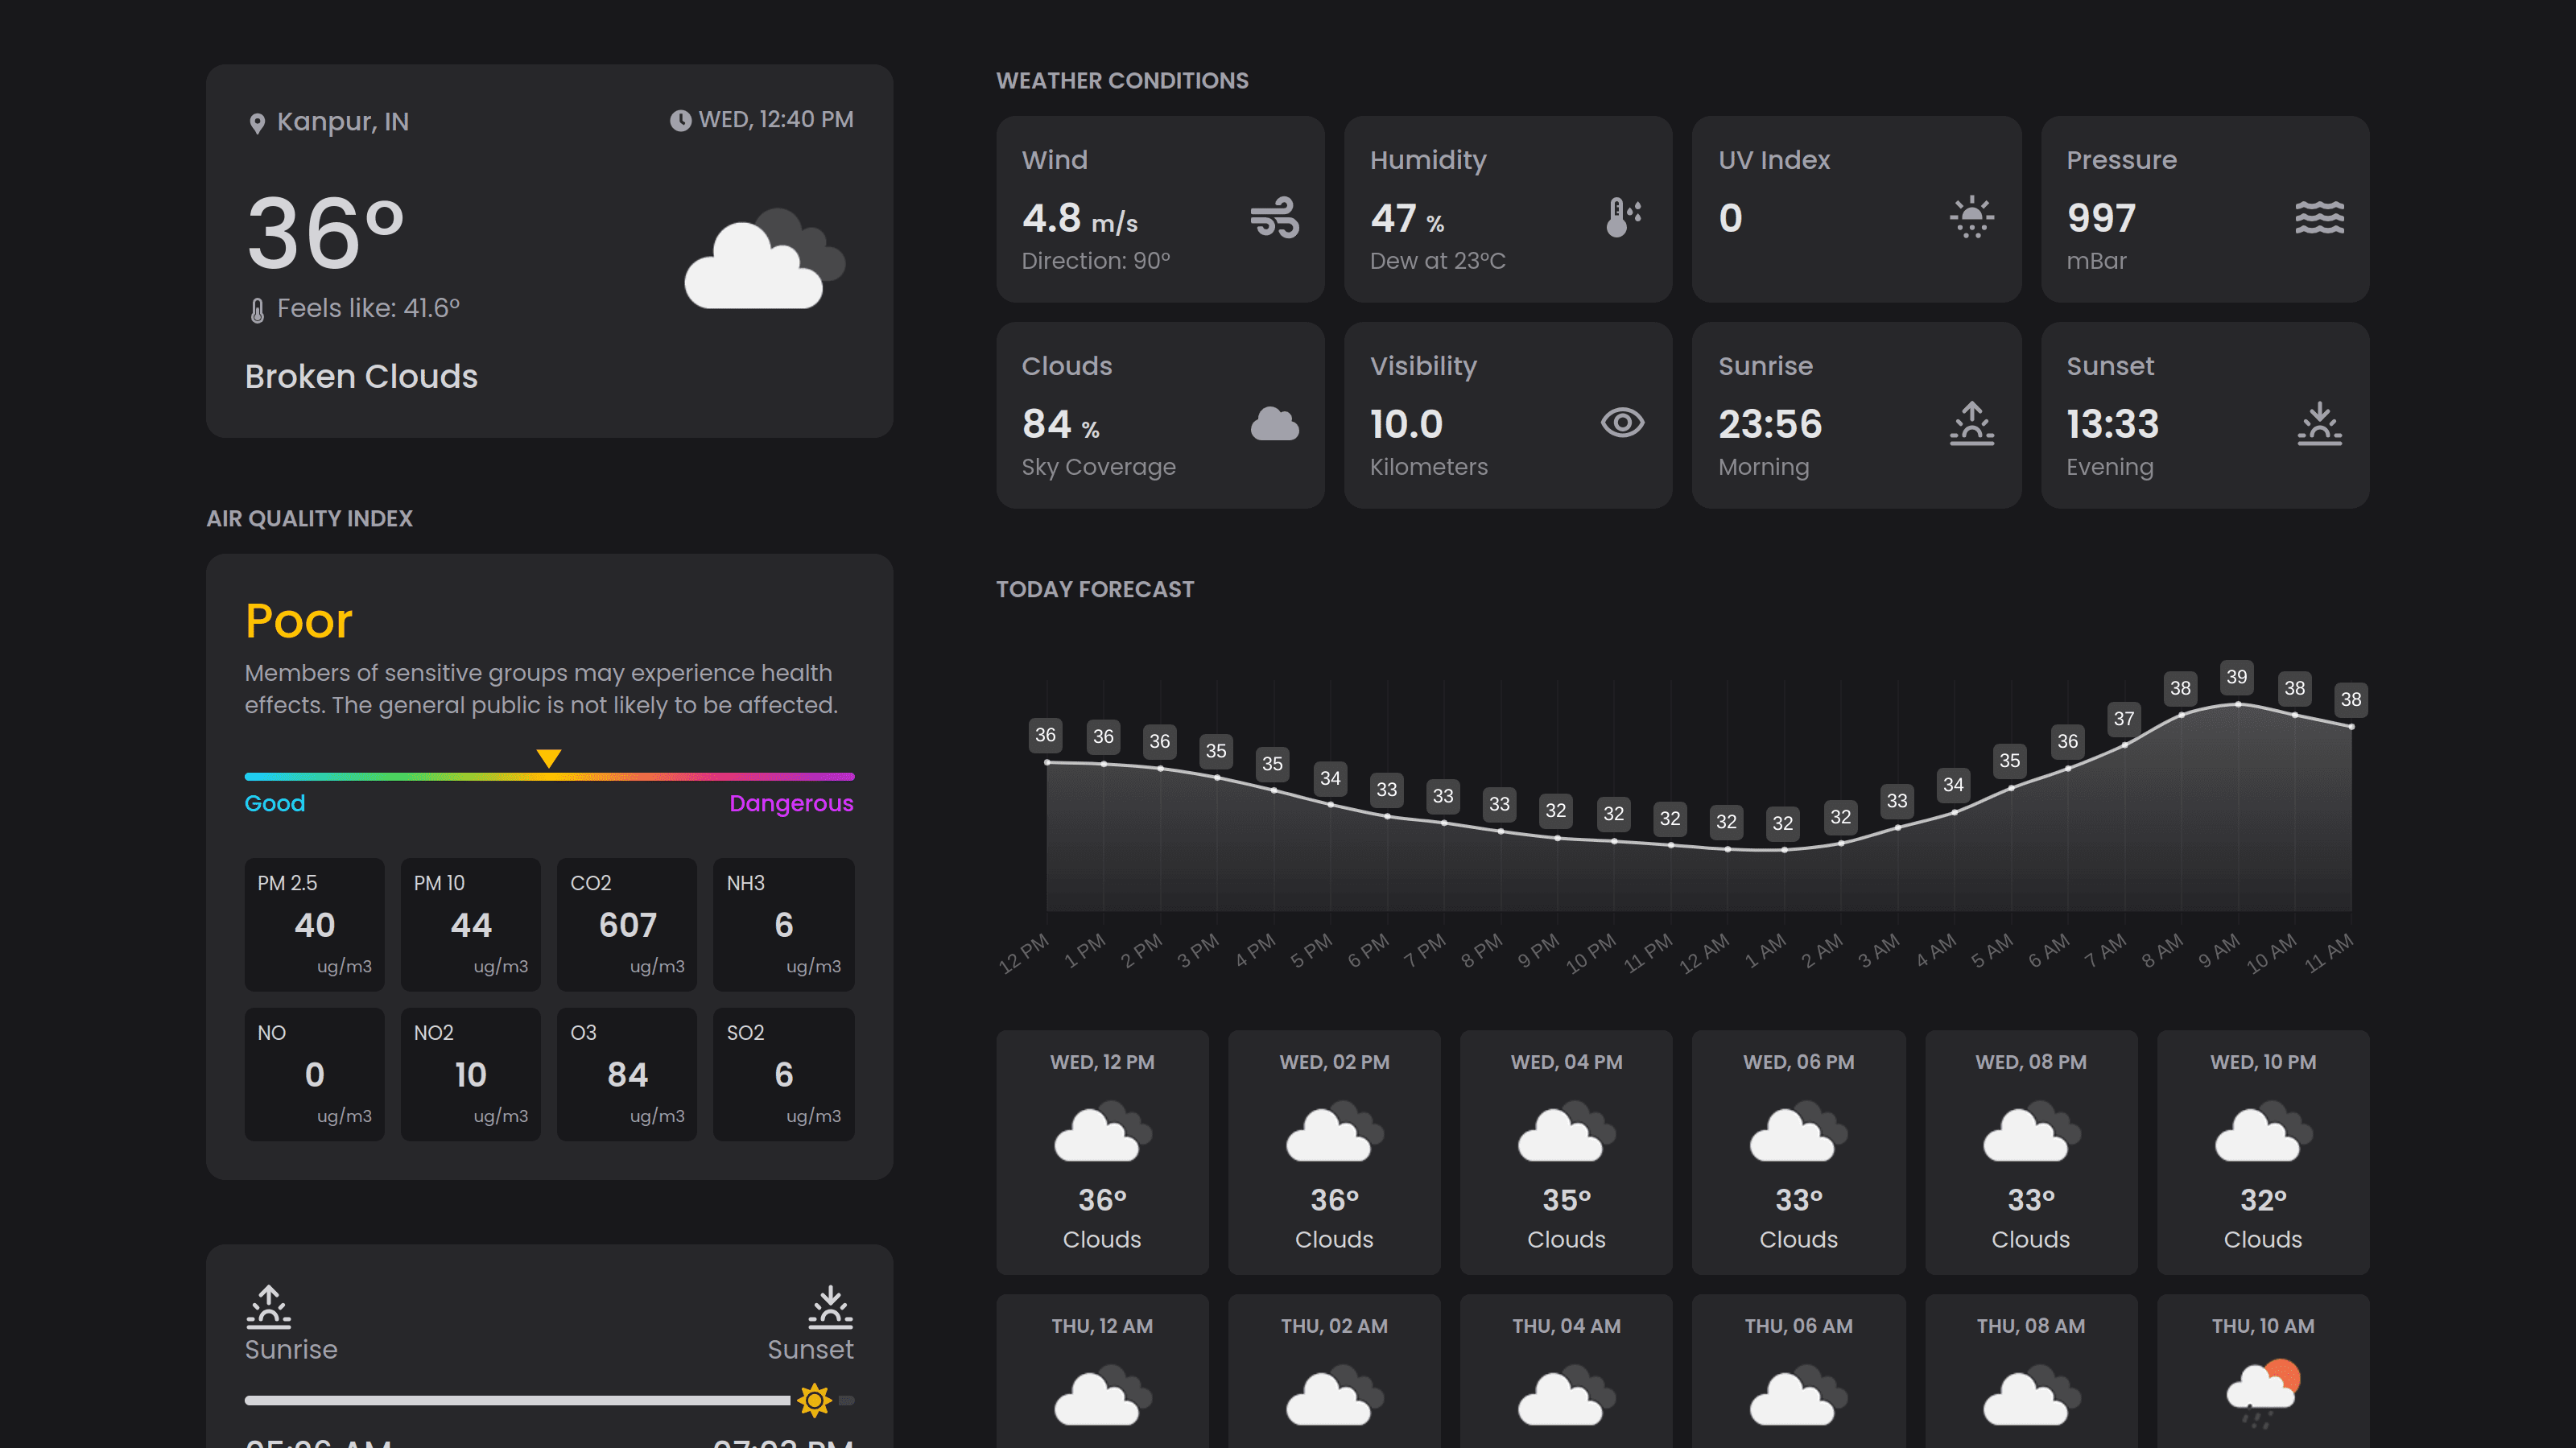 Kanpur, IN
WED, 12:40 PM
36°
Feels like: 41.6°
Broken Clouds
AIR QUALITY INDEX
Poor
Members of sensitive groups may experience health
effects. The general public is not likely to be affected.
Good Dangerous
PM 2.5
40
ug/m3
PM 10
44
ug/m3
CO2
607
ug/m3
NH3
6
ug/m3
NO
0
ug/m3
NO2
10
ug/m3
O3
84
ug/m3
SO2
6
ug/m3
Sunrise Sunset
WEATHER CONDITIONS
Wind
4.8 m/s
Direction: 90°
Humidity
47 %
Dew at 23°C
UV Index
0
Pressure
997
mBar
Clouds
84 %
Sky Coverage
Visibility
10.0
Kilometers
Sunrise
23:56
Morning
Sunset
13:33
Evening
TODAY FORECAST
36 36 36 35 35 34 33 33 33 32 32 32 32 32 32 33 34 35 36 37 38 39 38 38
12 PM 1 PM 2 PM 3 PM 4 PM 5 PM 6 PM 7 PM 8 PM 9 PM 10 PM 11 PM 12 AM 1 AM 2 AM 3 AM 4 AM 5 AM 6 AM 7 AM 8 AM 9 AM 10 AM 11 AM
WED, 12 PM
36°
Clouds
WED, 02 PM
36°
Clouds
WED, 04 PM
35°
Clouds
WED, 06 PM
33°
Clouds
WED, 08 PM
33°
Clouds
WED, 10 PM
32°
Clouds
THU, 12 AM
THU, 02 AM
THU, 04 AM
THU, 06 AM
THU, 08 AM
THU, 10 AM